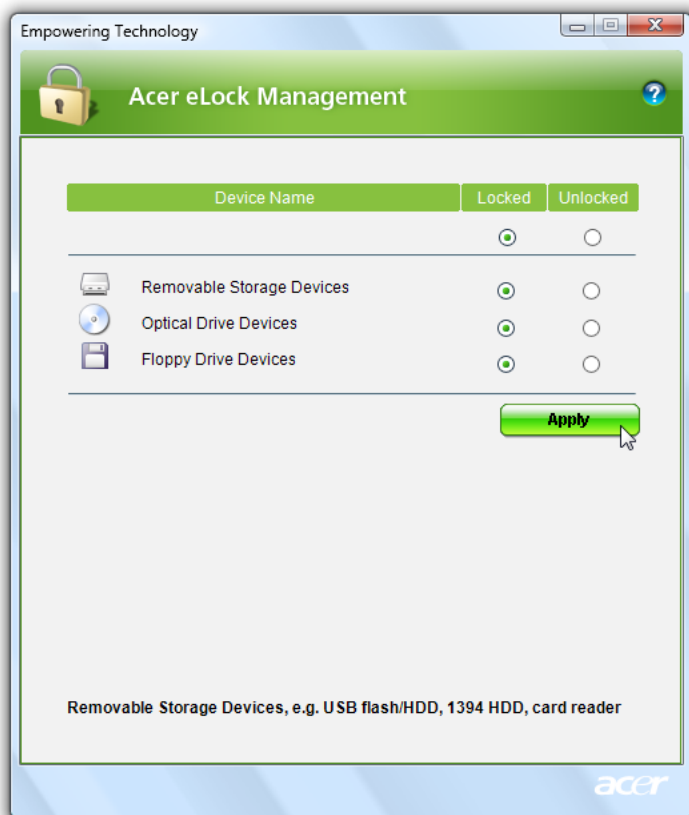 Empowering Technology
Acer eLock Management
Device Name Locked Unlocked
Removable Storage Devices
Optical Drive Devices
Floppy Drive Devices
Apply
Removable Storage Devices, e.g. USB flash/HDD, 1394 HDD, card reader
acer